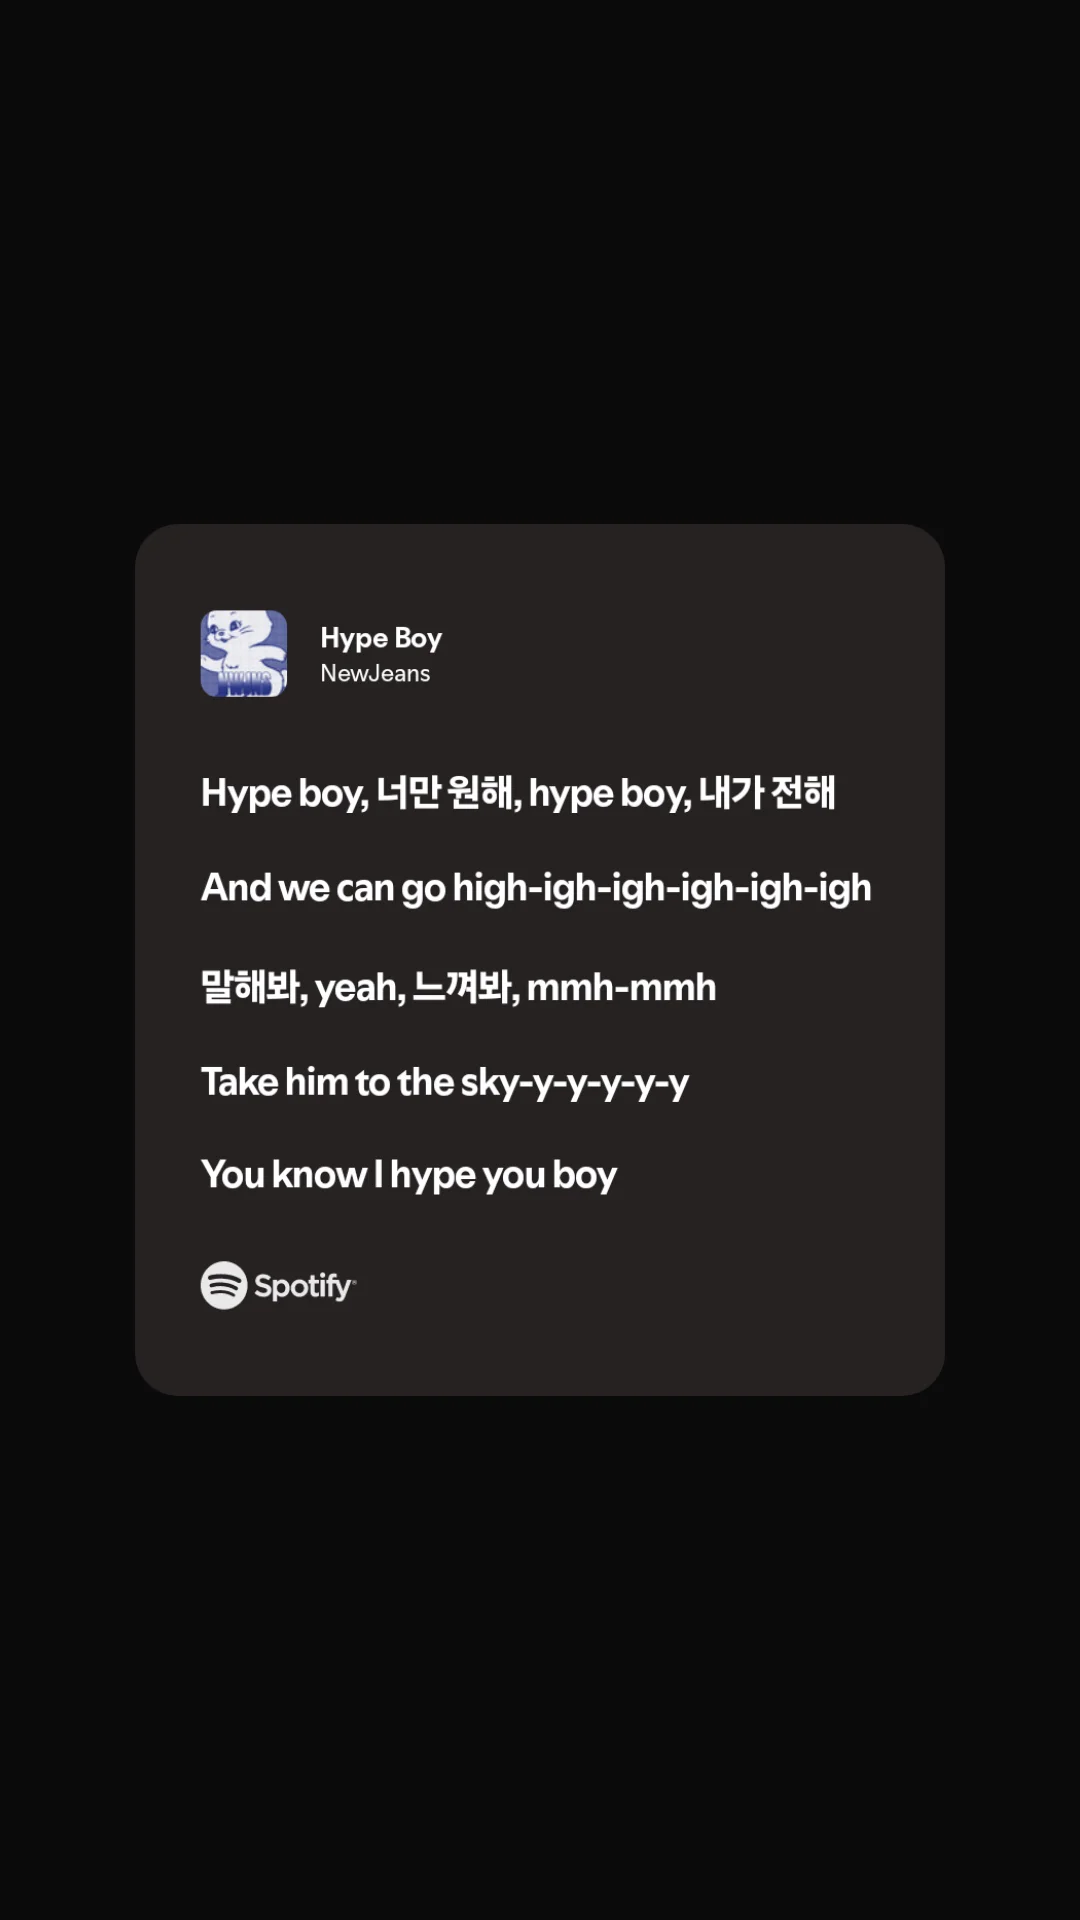 NWJNS
Hype Boy
NewJeans
Hype boy, 너만 원해, hype boy, 내가 전해
And we can go high-igh-igh-igh-igh-igh
말해봐, yeah, 느껴봐, mmh-mmh
Take him to the sky-y-y-y-y-y
You know I hype you boy
Spotify